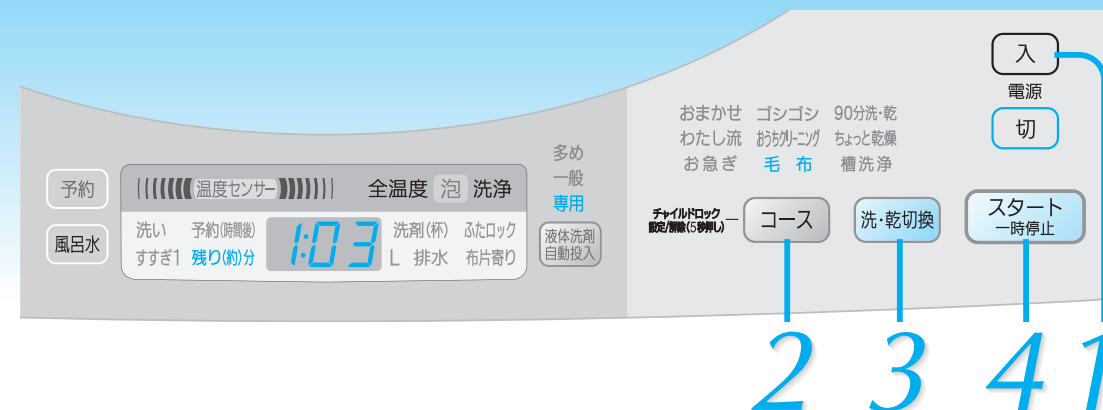 入
電源
切
おまかせ ゴシゴシ 90分洗・乾
わたし流 おうちクリーニング ちょっと乾燥
お急ぎ 毛布 槽洗浄
多め
一般
専用
予約
温度センサー 全温度 泡 洗浄
洗い 予約(時間後) 1:03 洗剤(杯) ふたロック
すすぎ1 残り(約)分 L 排水 布片寄り
風呂水
液体洗剤
自動投入
チャイルドロック
設定/解除(5秒押し)
コース
洗・乾切換
スタート
一時停止
2 3 4 1